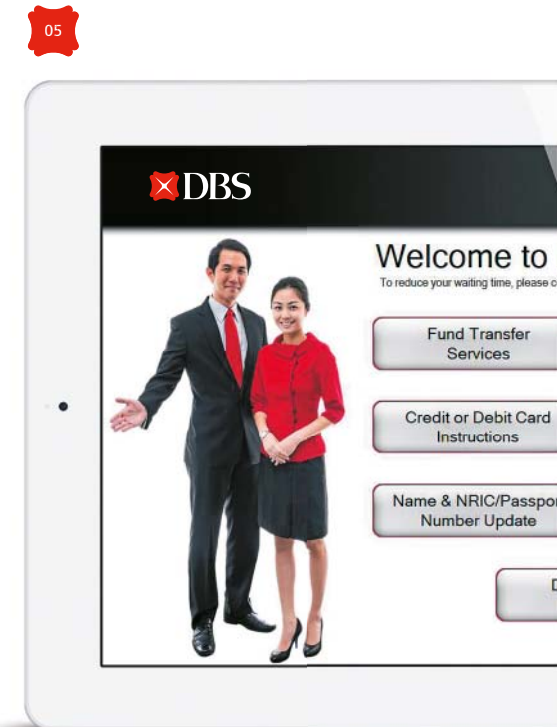 05
DBS
Welcome to
To reduce your waiting time, please c
Fund Transfer
Services
Credit or Debit Card
Instructions
Name & NRIC/Passpor
Number Update
D